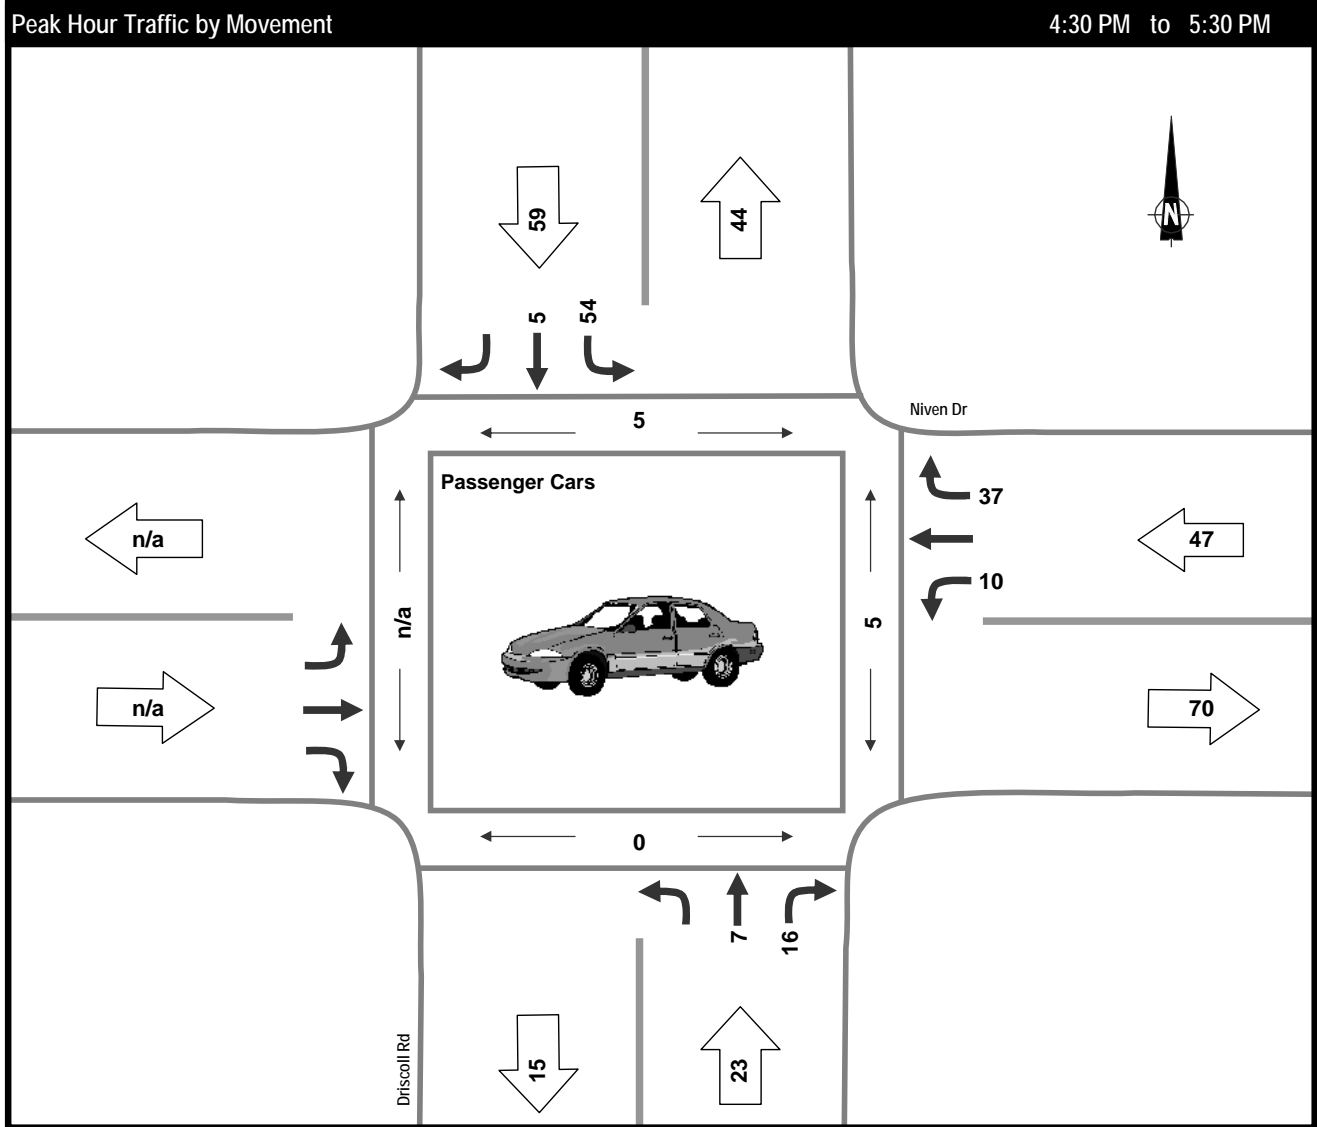 Peak Hour Traffic by Movement 4:30 PM to 5:30 PM
59
44
N
5
54
Niven Dr
5
Passenger Cars
37
n/a
47
10
n/a
5
n/a
70
0
7
16
Driscoll Rd
15
23